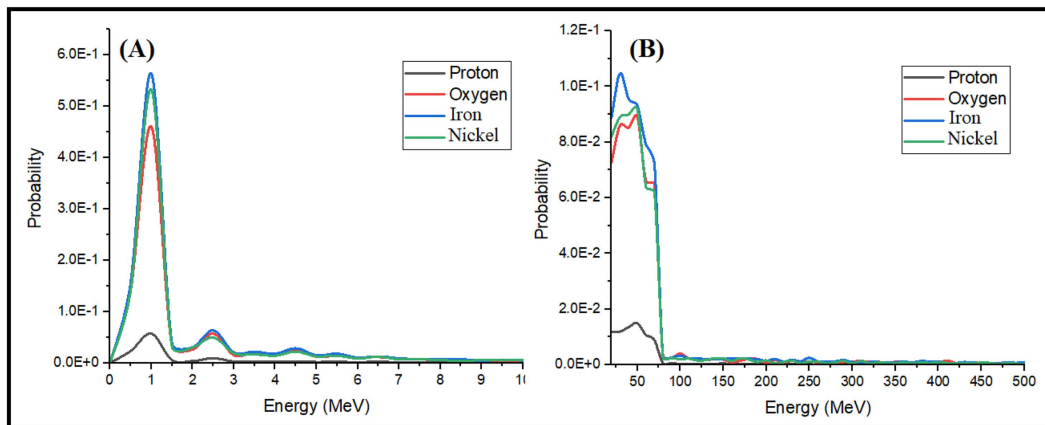 (A)
6.0E-1
5.0E-1
4.0E-1
3.0E-1
2.0E-1
1.0E-1
0.0E+0
Probability
0 1 2 3 4 5 6 7 8 9 10
Energy (MeV)
Proton
Oxygen
Iron
Nickel
(B)
1.2E-1
1.0E-1
8.0E-2
6.0E-2
4.0E-2
2.0E-2
0.0E+0
Probability
50 100 150 200 250 300 350 400 450 500
Energy (MeV)
Proton
Oxygen
Iron
Nickel